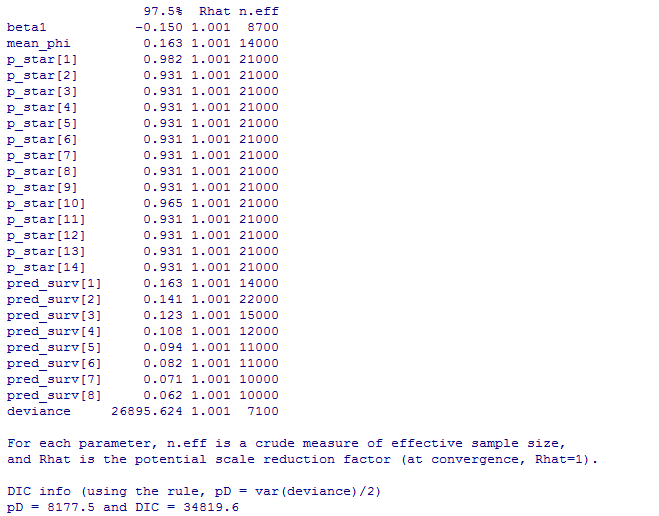 97.5% Rhat n.eff
beta1 -0.150 1.001 8700
mean_phi 0.163 1.001 14000
p_star[1] 0.982 1.001 21000
p_star[2] 0.931 1.001 21000
p_star[3] 0.931 1.001 21000
p_star[4] 0.931 1.001 21000
p_star[5] 0.931 1.001 21000
p_star[6] 0.931 1.001 21000
p_star[7] 0.931 1.001 21000
p_star[8] 0.931 1.001 21000
p_star[9] 0.931 1.001 21000
p_star[10] 0.965 1.001 21000
p_star[11] 0.931 1.001 21000
p_star[12] 0.931 1.001 21000
p_star[13] 0.931 1.001 21000
p_star[14] 0.931 1.001 21000
pred_surv[1] 0.163 1.001 14000
pred_surv[2] 0.141 1.001 22000
pred_surv[3] 0.123 1.001 15000
pred_surv[4] 0.108 1.001 12000
pred_surv[5] 0.094 1.001 11000
pred_surv[6] 0.082 1.001 11000
pred_surv[7] 0.071 1.001 10000
pred_surv[8] 0.062 1.001 10000
deviance 26895.624 1.001 7100
For each parameter, n.eff is a crude measure of effective sample size,
and Rhat is the potential scale reduction factor (at convergence, Rhat=1).
DIC info (using the rule, pD = var(deviance)/2)
pD = 8177.5 and DIC = 34819.6